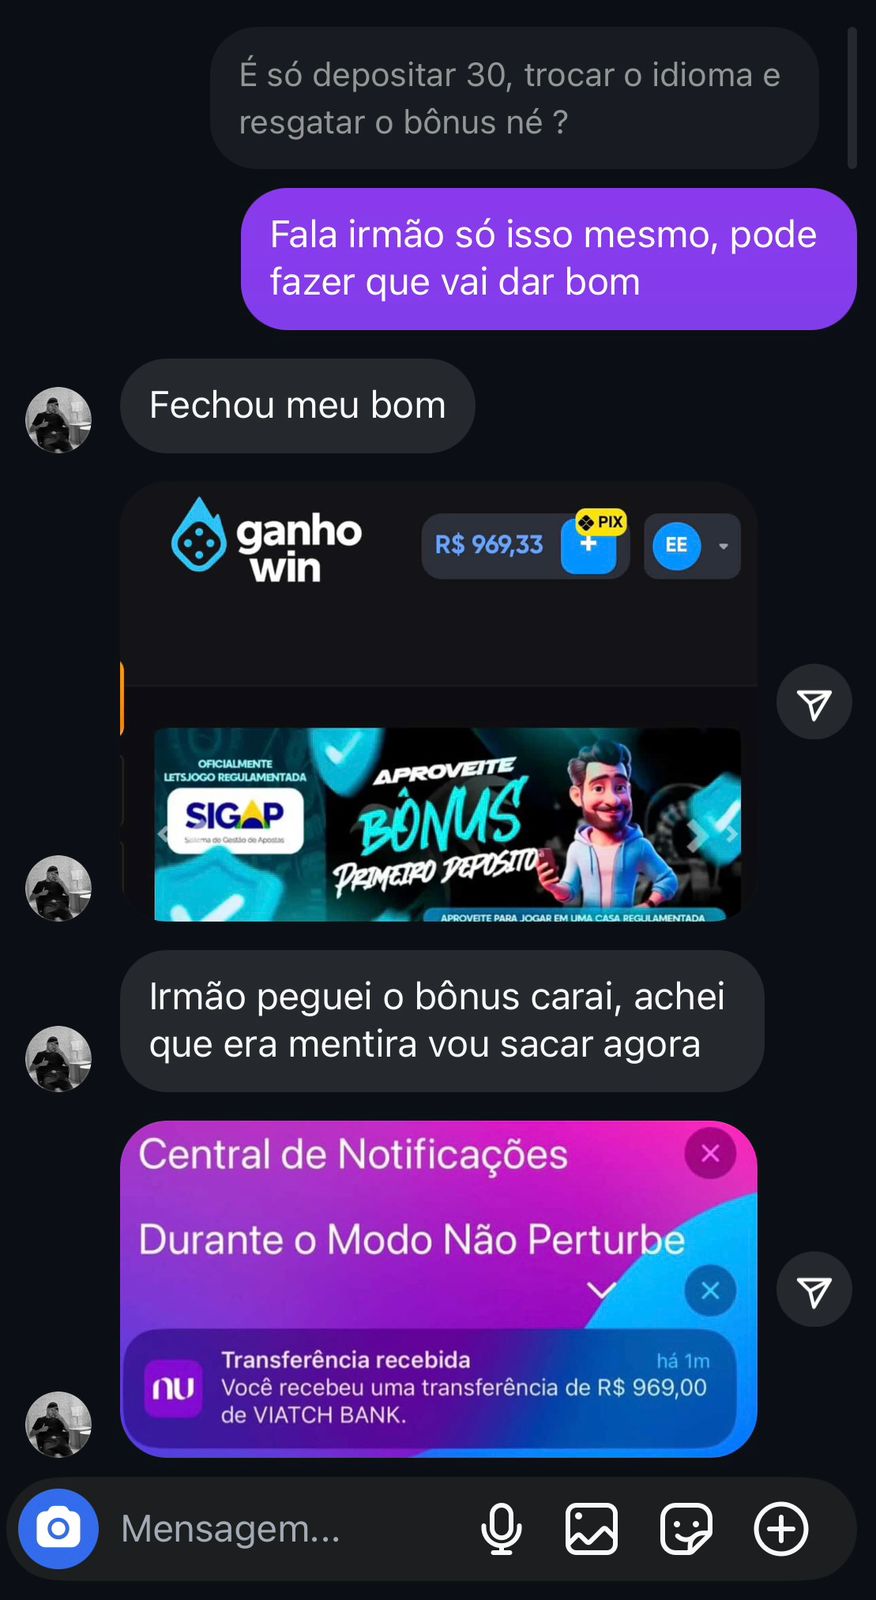 É só depositar 30, trocar o idioma e
resgatar o bônus né ?
Fala irmão só isso mesmo, pode
fazer que vai dar bom
Fechou meu bom
ganho
win
R$ 969,33
+
PIX
EE
OFICIALMENTE
LETSJOGO REGULAMENTADA
SIGAP
Sistema de Gestão de Apostas
APROVEITE
BÔNUS
PRIMEIRO DEPOSITO
APROVEITE PARA JOGAR EM UMA CASA REGULAMENTADA
Irmão peguei o bônus carai, achei
que era mentira vou sacar agora
Central de Notificações
Durante o Modo Não Perturbe
nu
Transferência recebida
há 1m
Você recebeu uma transferência de R$ 969,00
de VIATCH BANK.
Mensagem...